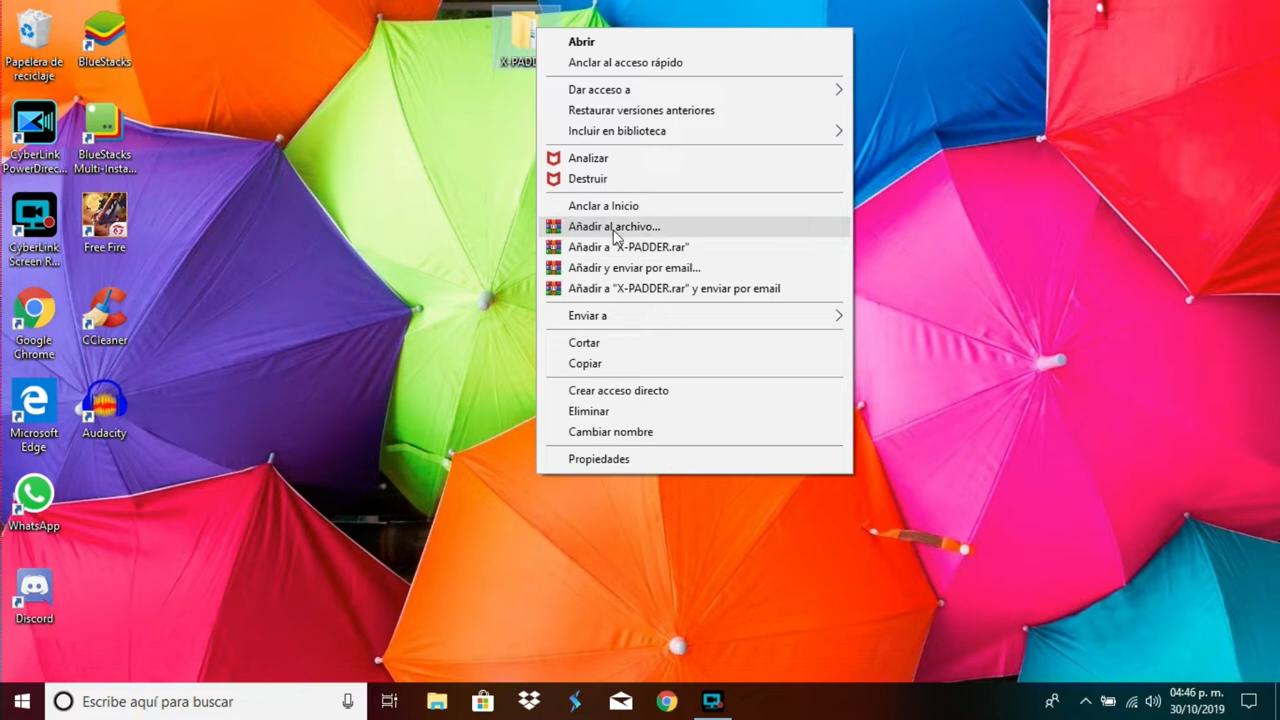 Papelera de
reciclaje
BlueStacks
CyberLink
PowerDirec...
BlueStacks
Multi-Insta...
CyberLink
Screen R...
Free Fire
Google
Chrome
CCleaner
Microsoft
Edge
Audacity
WhatsApp
Discord
Abrir
Anclar al acceso rápido
Dar acceso a
Restaurar versiones anteriores
Incluir en biblioteca
Analizar
Destruir
Anclar a Inicio
Añadir al archivo...
Añadir a "X-PADDER.rar"
Añadir y enviar por email...
Añadir a "X-PADDER.rar" y enviar por email
Enviar a
Cortar
Copiar
Crear acceso directo
Eliminar
Cambiar nombre
Propiedades
Escribe aquí para buscar
04:46 p. m.
30/10/2019